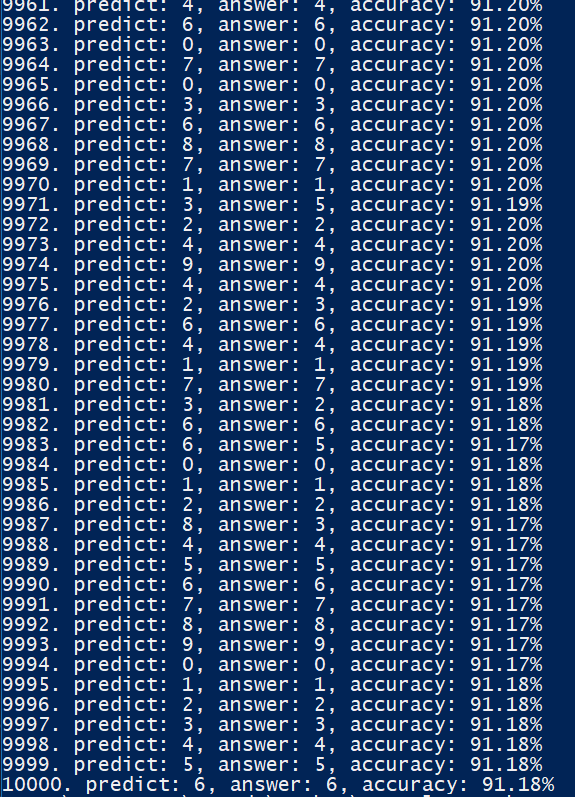 9961. predict: 4, answer: 4, accuracy: 91.20%
9962. predict: 6, answer: 6, accuracy: 91.20%
9963. predict: 0, answer: 0, accuracy: 91.20%
9964. predict: 7, answer: 7, accuracy: 91.20%
9965. predict: 0, answer: 0, accuracy: 91.20%
9966. predict: 3, answer: 3, accuracy: 91.20%
9967. predict: 6, answer: 6, accuracy: 91.20%
9968. predict: 8, answer: 8, accuracy: 91.20%
9969. predict: 7, answer: 7, accuracy: 91.20%
9970. predict: 1, answer: 1, accuracy: 91.20%
9971. predict: 3, answer: 5, accuracy: 91.19%
9972. predict: 2, answer: 2, accuracy: 91.20%
9973. predict: 4, answer: 4, accuracy: 91.20%
9974. predict: 9, answer: 9, accuracy: 91.20%
9975. predict: 4, answer: 4, accuracy: 91.20%
9976. predict: 2, answer: 3, accuracy: 91.19%
9977. predict: 6, answer: 6, accuracy: 91.19%
9978. predict: 4, answer: 4, accuracy: 91.19%
9979. predict: 1, answer: 1, accuracy: 91.19%
9980. predict: 7, answer: 7, accuracy: 91.19%
9981. predict: 3, answer: 2, accuracy: 91.18%
9982. predict: 6, answer: 6, accuracy: 91.18%
9983. predict: 6, answer: 5, accuracy: 91.17%
9984. predict: 0, answer: 0, accuracy: 91.18%
9985. predict: 1, answer: 1, accuracy: 91.18%
9986. predict: 2, answer: 2, accuracy: 91.18%
9987. predict: 8, answer: 3, accuracy: 91.17%
9988. predict: 4, answer: 4, accuracy: 91.17%
9989. predict: 5, answer: 5, accuracy: 91.17%
9990. predict: 6, answer: 6, accuracy: 91.17%
9991. predict: 7, answer: 7, accuracy: 91.17%
9992. predict: 8, answer: 8, accuracy: 91.17%
9993. predict: 9, answer: 9, accuracy: 91.17%
9994. predict: 0, answer: 0, accuracy: 91.17%
9995. predict: 1, answer: 1, accuracy: 91.18%
9996. predict: 2, answer: 2, accuracy: 91.18%
9997. predict: 3, answer: 3, accuracy: 91.18%
9998. predict: 4, answer: 4, accuracy: 91.18%
9999. predict: 5, answer: 5, accuracy: 91.18%
10000. predict: 6, answer: 6, accuracy: 91.18%